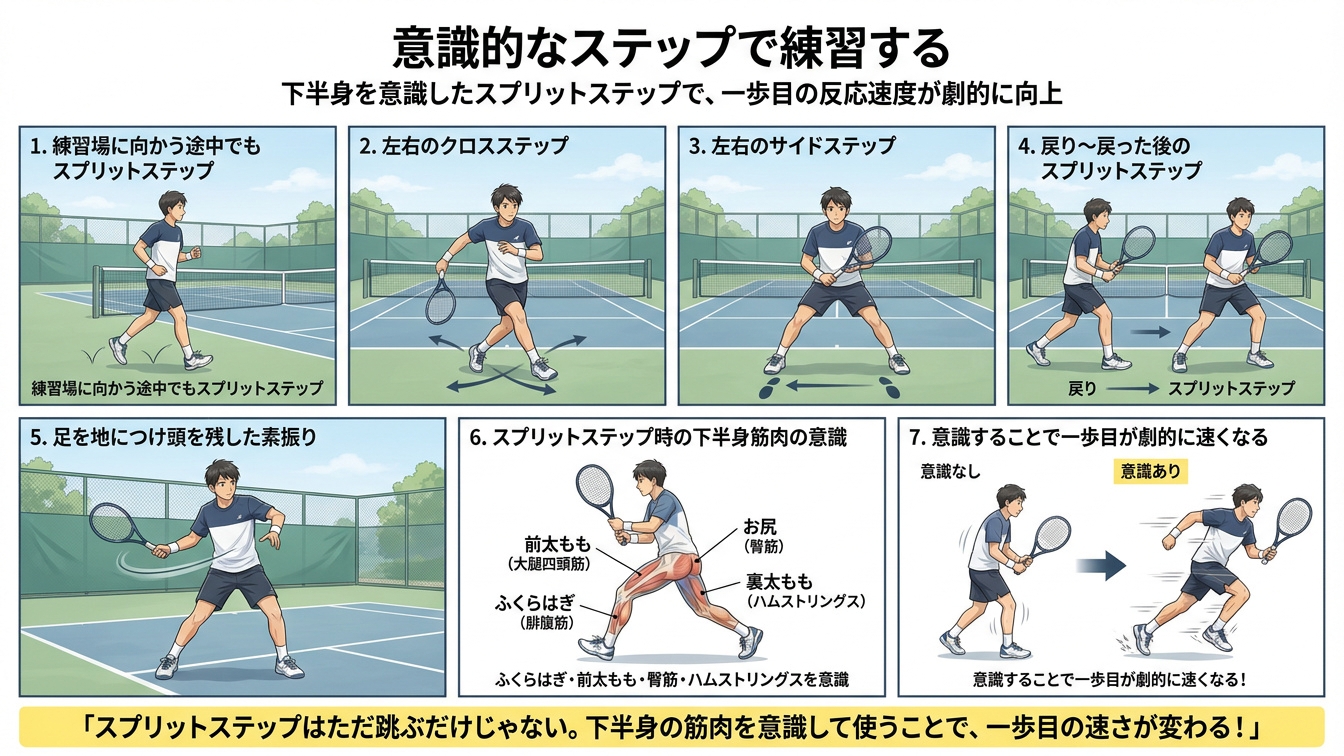 意識的なステップで練習する
下半身を意識したスプリットステップで、一歩目の反応速度が劇的に向上
1. 練習場に向かう途中でも
スプリットステップ
練習場に向かう途中でもスプリットステップ
2. 左右のクロスステップ
3. 左右のサイドステップ
4. 戻り〜戻った後の
スプリットステップ
戻り
スプリットステップ
5. 足を地につけ頭を残した素振り
6. スプリットステップ時の下半身筋肉の意識
お尻
(臀筋)
前太もも
(大腿四頭筋)
裏太もも
(ハムストリングス)
ふくらはぎ
(腓腹筋)
ふくらはぎ・前太もも・臀筋・ハムストリングスを意識
7. 意識することで一歩目が劇的に速くなる
意識なし
意識あり
意識することで一歩目が劇的に速くなる！
「スプリットステップはただ跳ぶだけじゃない。下半身の筋肉を意識して使うことで、一歩目の速さが変わる！」